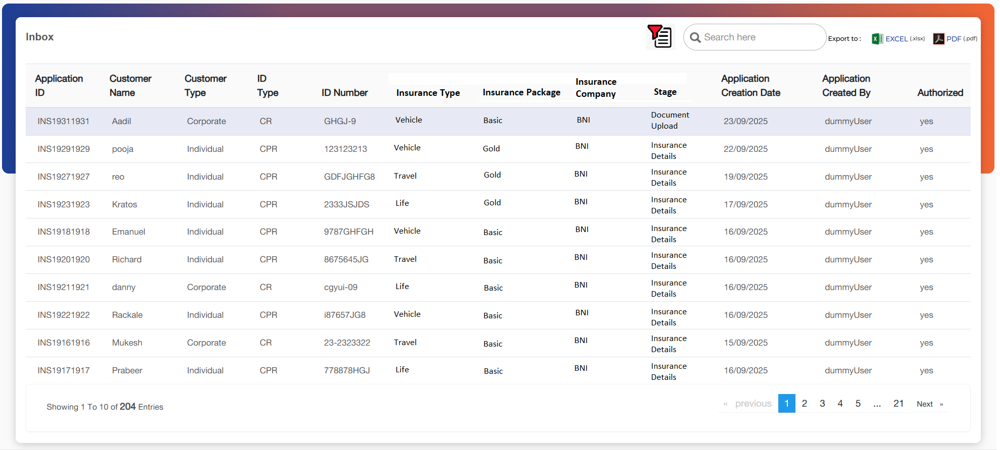 Inbox
Search here
Export to : EXCEL (.xlsx) PDF (.pdf)
Application ID Customer Name Customer Type ID Type ID Number Insurance Type Insurance Package Insurance Company Stage Application Creation Date Application Created By Authorized
INS19311931 Aadil Corporate CR GHGJ-9 Vehicle Basic BNI Document Upload 23/09/2025 dummyUser yes
INS19291929 pooja Individual CPR 123123213 Vehicle Gold BNI Insurance Details 22/09/2025 dummyUser yes
INS19271927 reo Individual CPR GDFJGHFG8 Travel Gold BNI Insurance Details 19/09/2025 dummyUser yes
INS19231923 Kratos Individual CPR 2333JSJDS Life Gold BNI Insurance Details 17/09/2025 dummyUser yes
INS19181918 Emanuel Individual CPR 9787GHFGH Vehicle Basic BNI Insurance Details 16/09/2025 dummyUser yes
INS19201920 Richard Individual CPR 8675645JG Travel Basic BNI Insurance Details 16/09/2025 dummyUser yes
INS19211921 danny Corporate CR cgyui-09 Life Basic BNI Insurance Details 16/09/2025 dummyUser yes
INS19221922 Rackale Individual CPR i87657JG8 Vehicle Basic BNI Insurance Details 16/09/2025 dummyUser yes
INS19161916 Mukesh Corporate CR 23-2323322 Travel Basic BNI Insurance Details 15/09/2025 dummyUser yes
INS19171917 Prabeer Individual CPR 778878HGJ Life Basic BNI Insurance Details 16/09/2025 dummyUser yes
Showing 1 To 10 of 204 Entries
« previous 1 2 3 4 5 ... 21 Next »